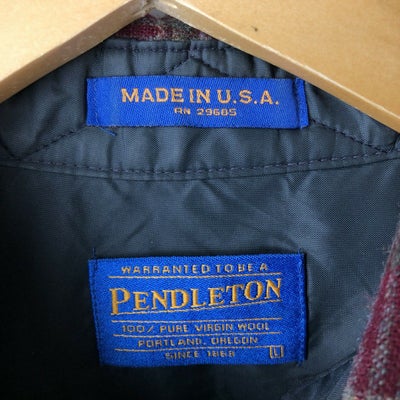 MADE IN U.S.A.
RN 29685
WARRANTED TO BE A
PENDLETON
100% PURE VIRGIN WOOL
PORTLAND, OREGON
SINCE 1863 L